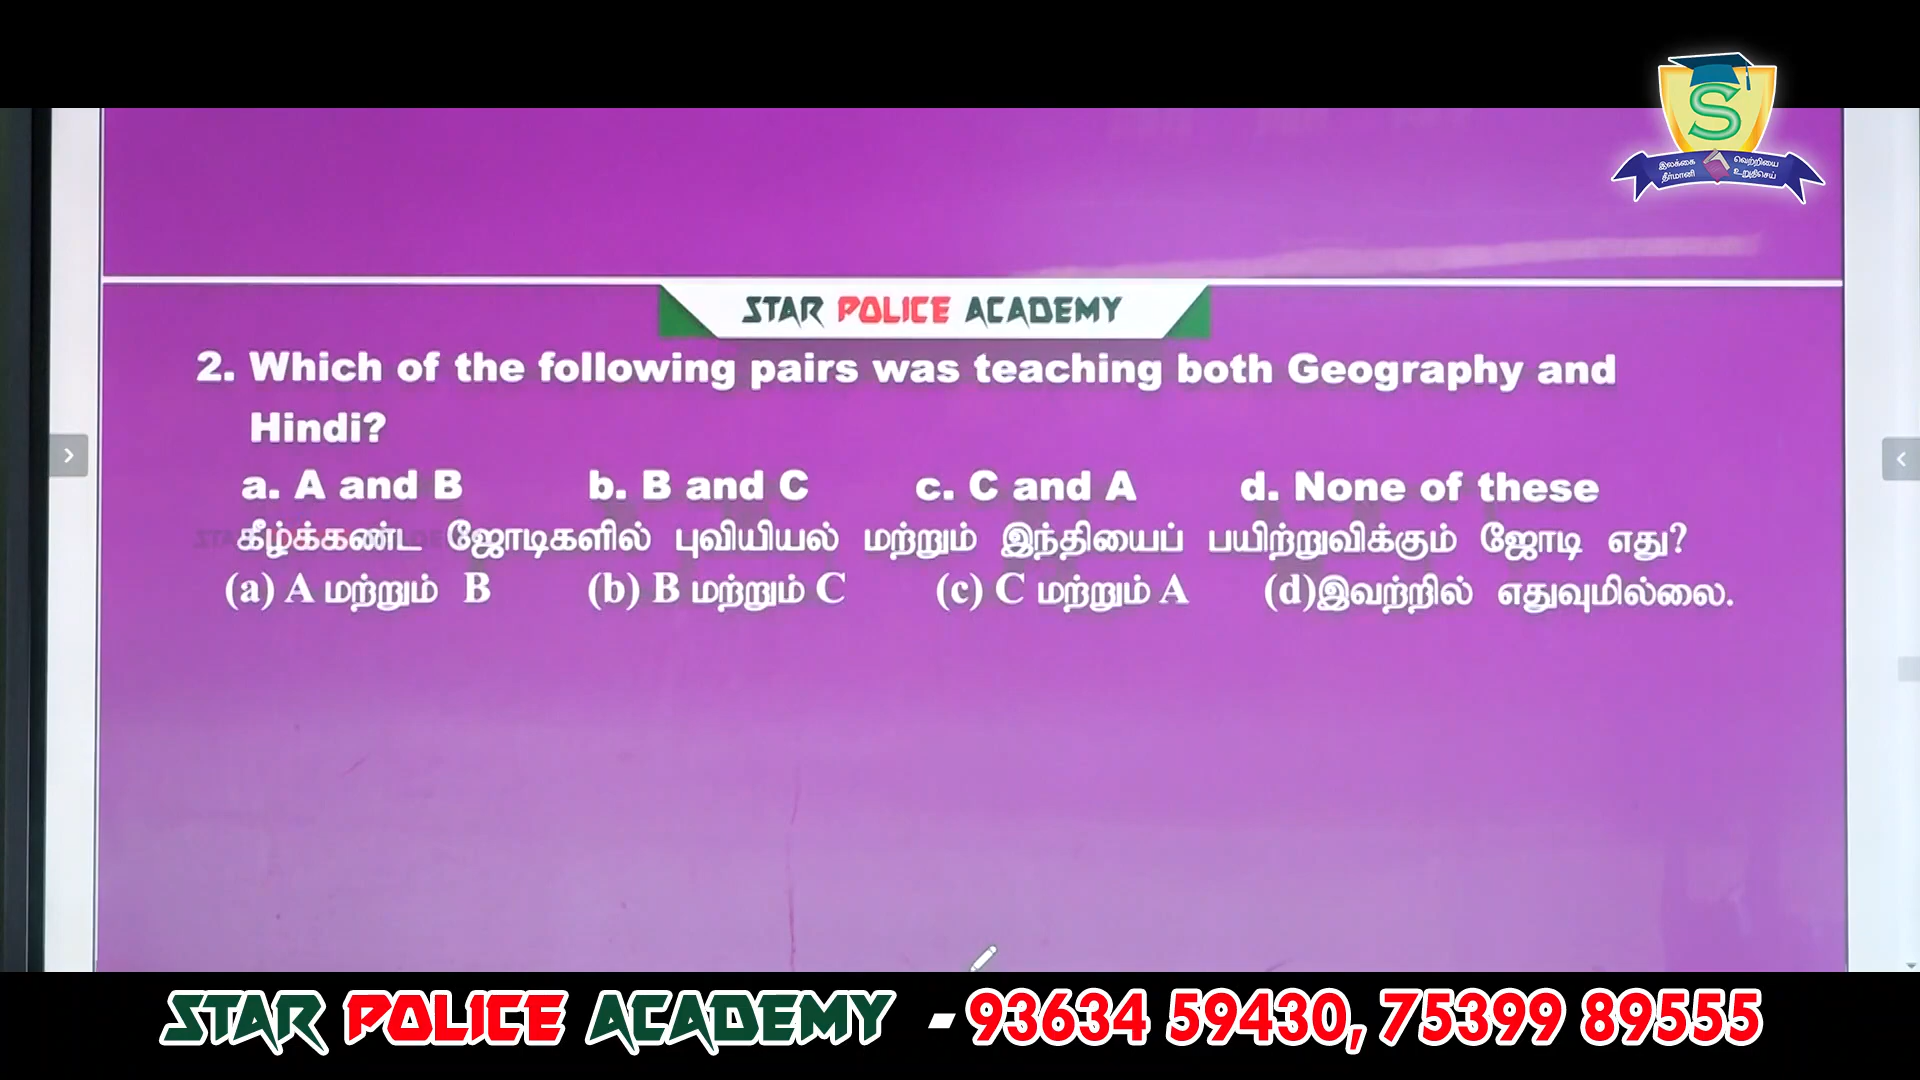 S
இலக்கை தீர்மானி
வெற்றியை உறுதிசெய்
STAR POLICE ACADEMY
2. Which of the following pairs was teaching both Geography and
Hindi?
a. A and B b. B and C c. C and A d. None of these
கீழ்க்கண்ட ஜோடிகளில் புவியியல் மற்றும் இந்தியைப் பயிற்றுவிக்கும் ஜோடி எது?
(a) A மற்றும் B (b) B மற்றும் C (c) C மற்றும் A (d)இவற்றில் எதுவுமில்லை.
STAR POLICE ACADEMY - 93634 59430, 75399 89555